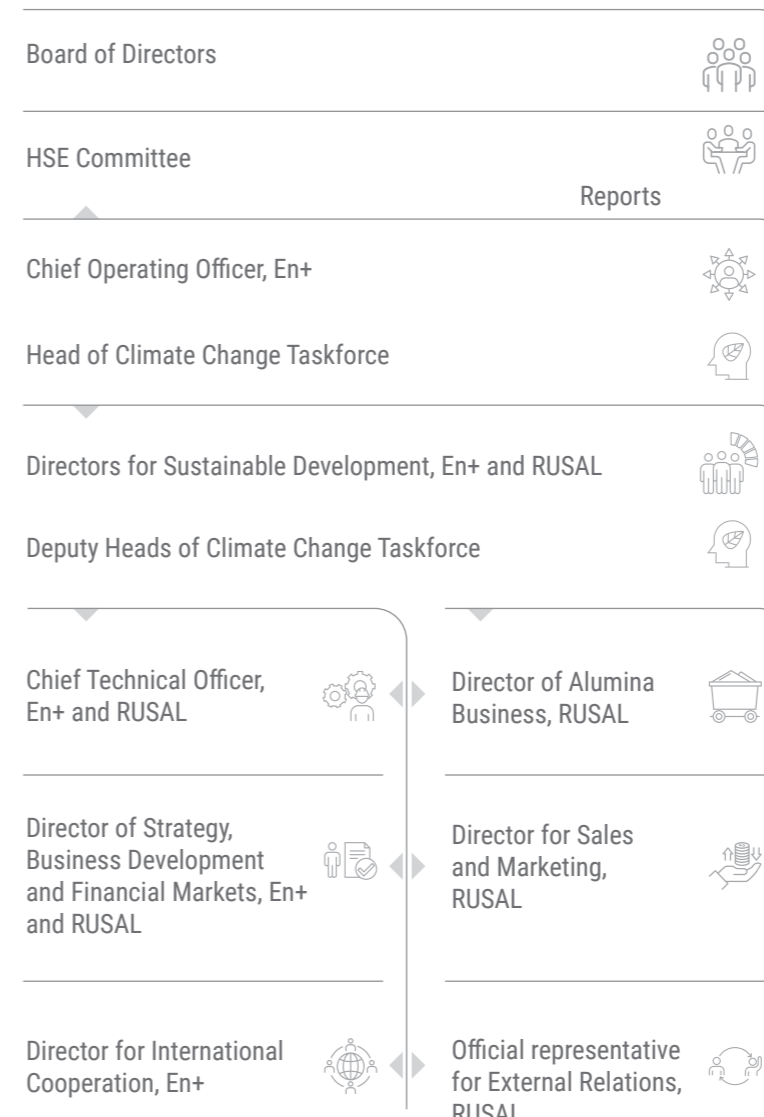 Board of Directors
HSE Committee
Reports
Chief Operating Officer, En+
Head of Climate Change Taskforce
Directors for Sustainable Development, En+ and RUSAL
Deputy Heads of Climate Change Taskforce
Chief Technical Officer,
En+ and RUSAL
Director of Alumina
Business, RUSAL
Director of Strategy,
Business Development
and Financial Markets, En+
and RUSAL
Director for Sales
and Marketing,
RUSAL
Director for International
Cooperation, En+
Official representative
for External Relations,
RUSAL